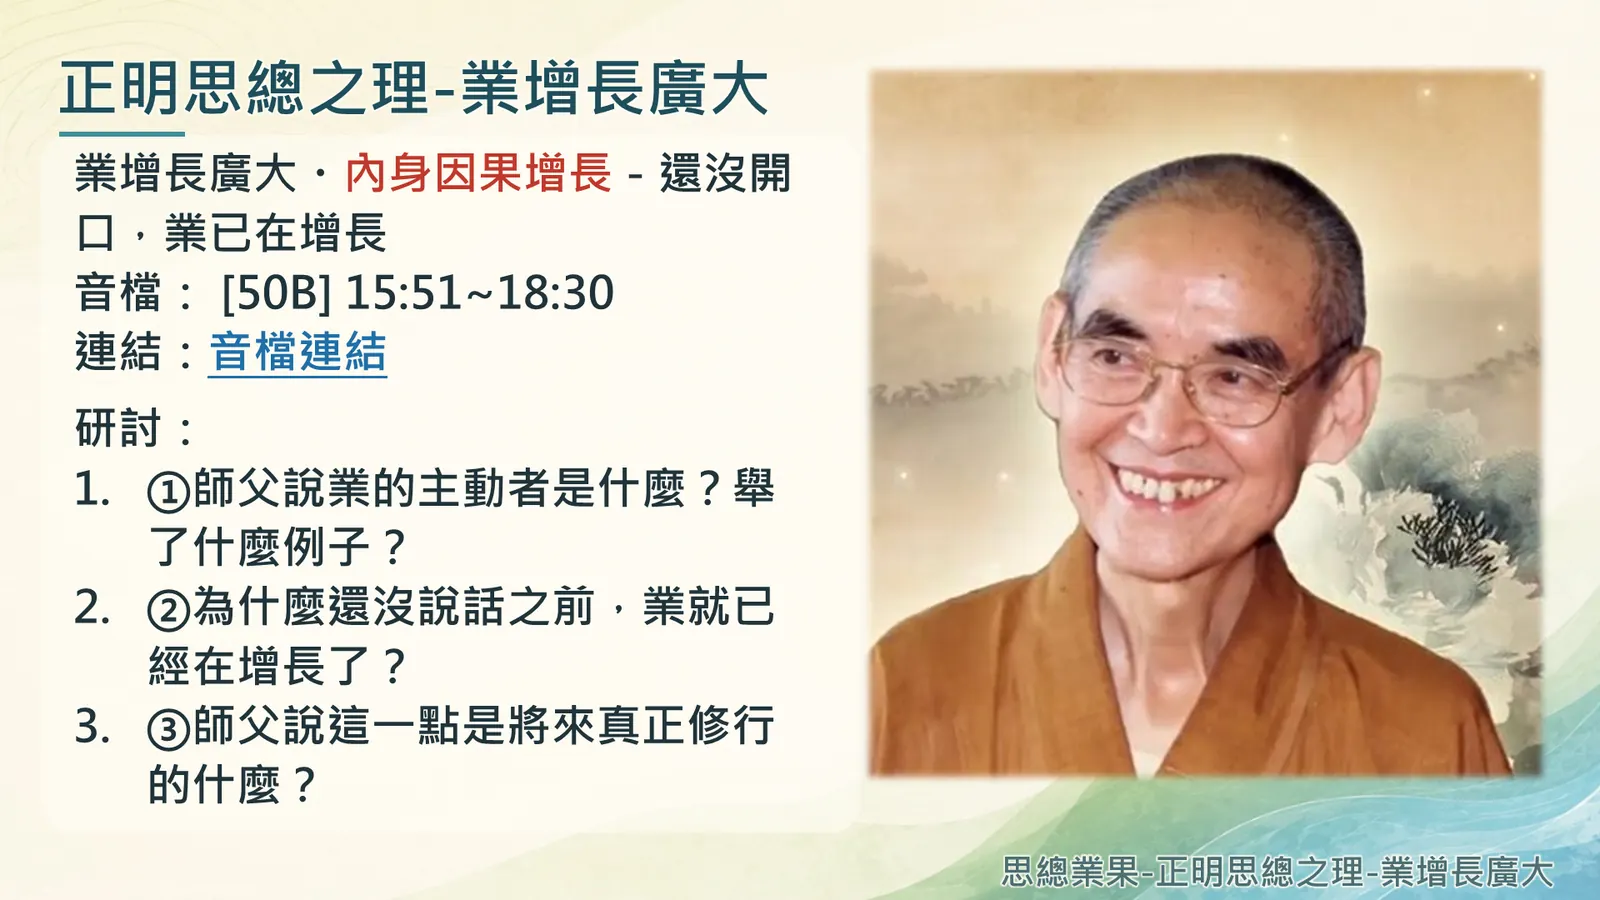 正明思總之理-業增長廣大
業增長廣大．內身因果增長 - 還沒開
口，業已在增長
音檔： [50B] 15:51~18:30
連結：音檔連結
研討：
1. ①師父說業的主動者是什麼？舉
了什麼例子？
2. ②為什麼還沒說話之前，業就已
經在增長了？
3. ③師父說這一點是將來真正修行
的什麼？
思總業果-正明思總之理-業增長廣大